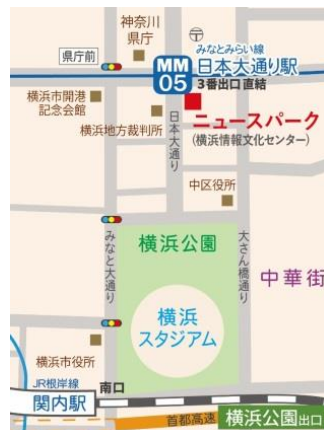 神奈川
県庁
〒
みなとみらい線
県庁前
MM
05
日本大通り駅
3番出口直結
横浜市開港
記念会館
ニュースパーク
(横浜情報文化センター)
横浜地方裁判所
日本大通り
中区役所
みなと大通り
横浜公園
大さん橋通り
中華街
横浜
スタジアム
横浜市役所
JR根岸線
南口
関内駅
首都高速
横浜公園出口